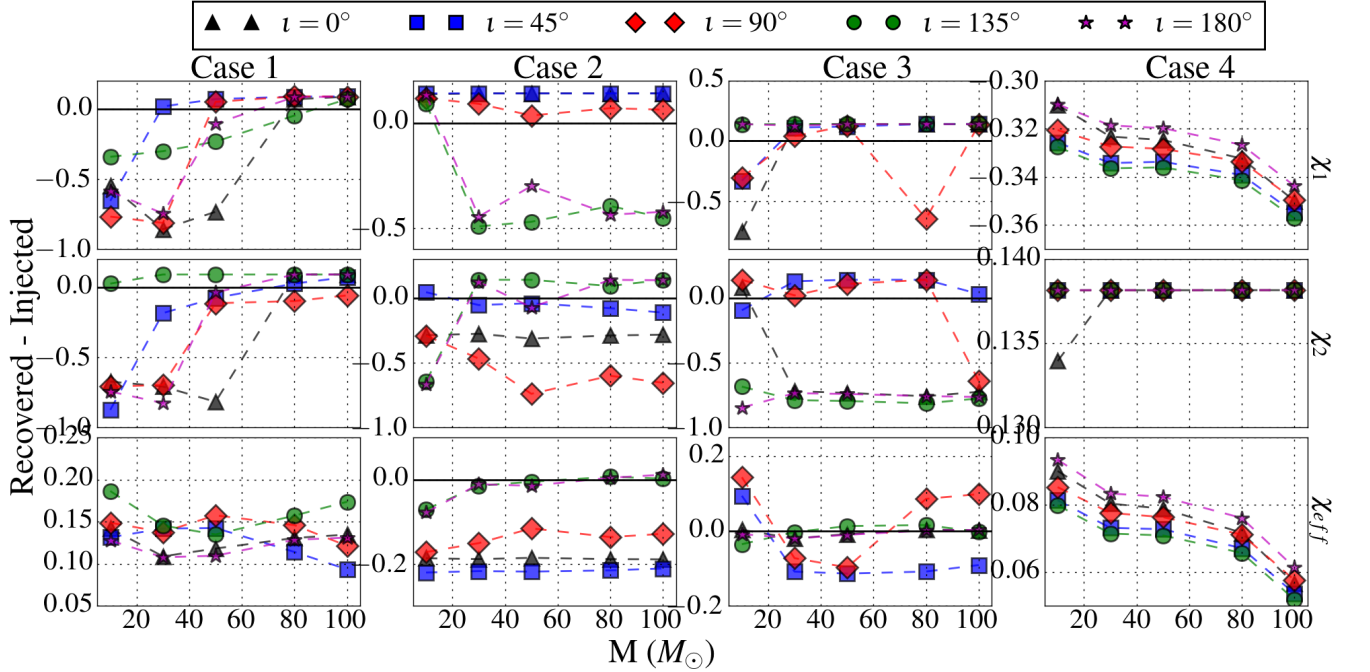 ι = 0° ι = 45° ι = 90° ι = 135° ι = 180°
Case 1 Case 2 Case 3 Case 4
Recovered - Injected
0.0 0.0 0.5 −0.30
−0.5 −0.5 0.0 −0.32
−1.0 −0.5 −0.34
−0.36
χ₁
0.0 0.0 0.0 0.140
−0.5 −0.5 −0.5 0.135
−1.0 −1.0 −1.0 0.130
χ₂
0.25 0.0 0.2 0.10
0.20 −0.2 0.0 0.08
0.15 −0.2 0.06
0.10
0.05
χ_eff
20 40 60 80 100 20 40 60 80 100 20 40 60 80 100 20 40 60 80 100
M (M⊙)